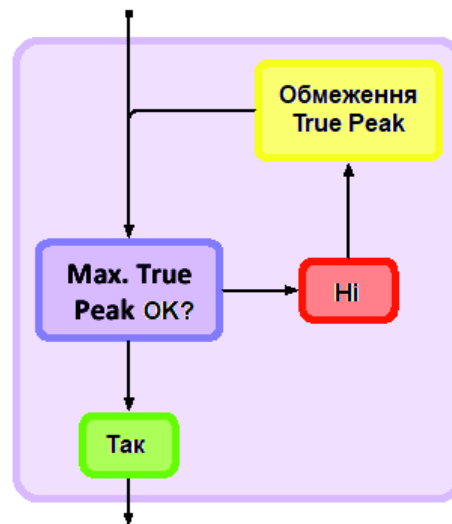 Обмеження
True Peak
Max. True
Peak OK?
Ні
Так